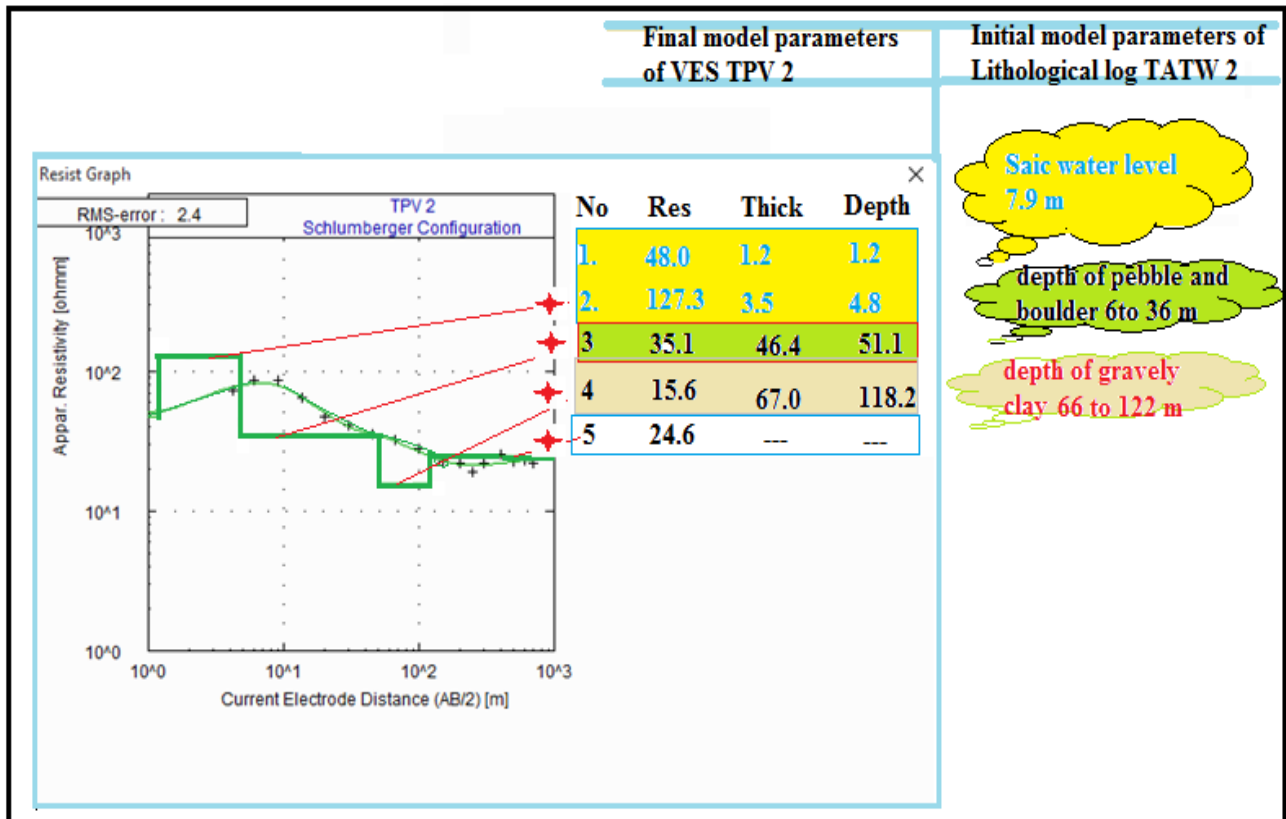 Final model parameters
of VES TPV 2
Initial model parameters of
Lithological log TATW 2
Saic water level
7.9 m
depth of pebble and
boulder 6to 36 m
depth of gravely
clay 66 to 122 m
Resist Graph
RMS-error : 2.4
TPV 2
Schlumberger Configuration
No Res Thick Depth
1. 48.0 1.2 1.2
2. 127.3 3.5 4.8
3 35.1 46.4 51.1
4 15.6 67.0 118.2
5 24.6 --- ---
Appar. Resistivity [ohmm]
10^3
10^2
10^1
10^0
10^0 10^1 10^2 10^3
Current Electrode Distance (AB/2) [m]